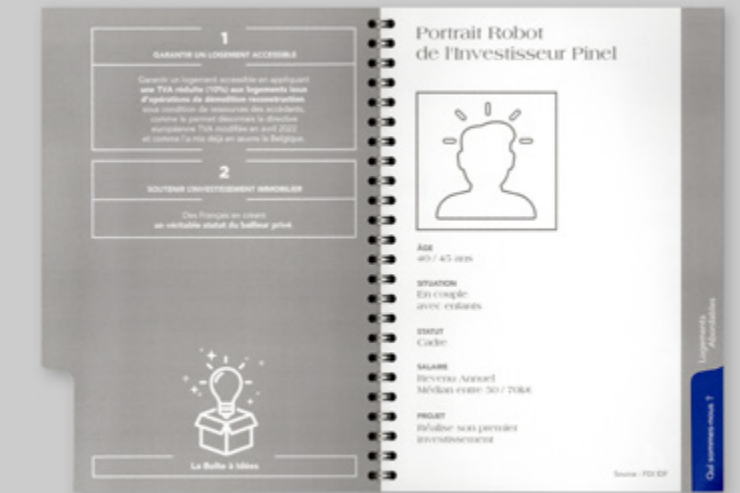 1
GARANTIR UN LOGEMENT ACCESSIBLE
Garantir un logement accessible en appliquant
une TVA réduite (10%) aux logements issus
d'opérations de démolition reconstruction
sous condition de ressources des accédants,
comme le permet désormais la directive
européenne TVA modifiée en avril 2022
et comme l'a mis déjà en œuvre la Belgique.
2
SOUTENIR L'INVESTISSEMENT IMMOBILIER
Des Français en créant
un véritable statut du bailleur privé
La Boîte à Idées
Portrait Robot
de l'Investisseur Pinel
ÂGE
40 / 45 ans
SITUATION
En couple
avec enfants
STATUT
Cadre
SALAIRE
Revenu Annuel
Médian entre 50 / 70k€
PROJET
Réalise son premier
investissement
Source : FPI IDF
Logements
Abordables
Qui sommes-nous ?